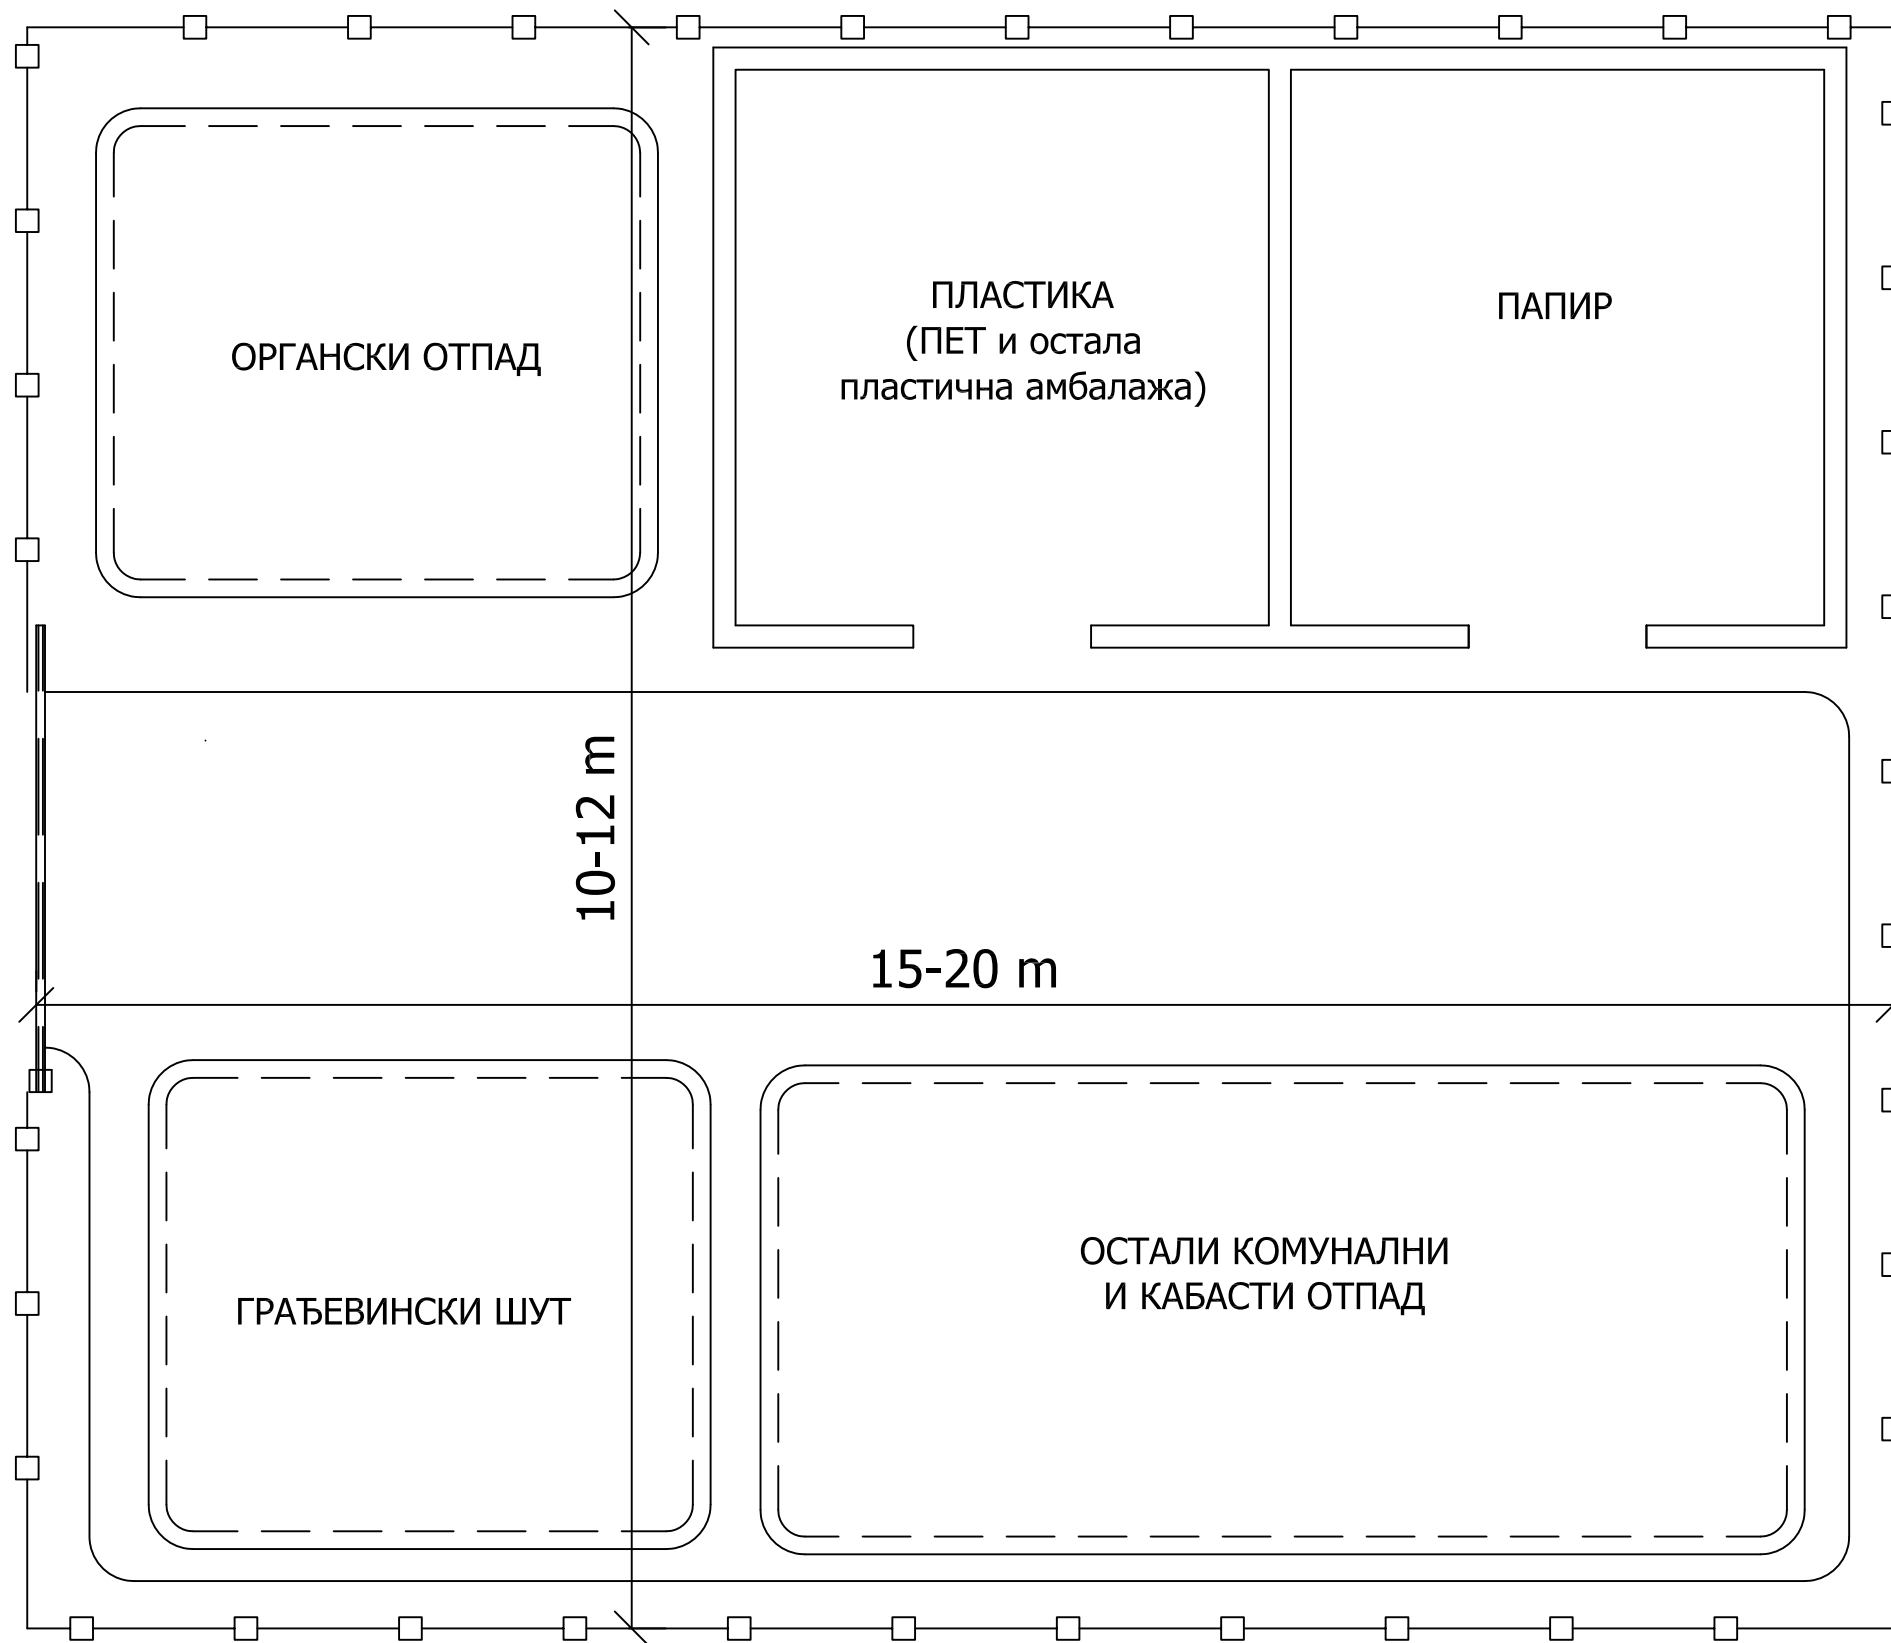 ОРГАНСКИ ОТПАД
ПЛАСТИКА
(ПЕТ и остала
пластична амбалажа)
ПАПИР
10-12 m
15-20 m
ГРАЂЕВИНСКИ ШУТ
ОСТАЛИ КОМУНАЛНИ
И КАБАСТИ ОТПАД